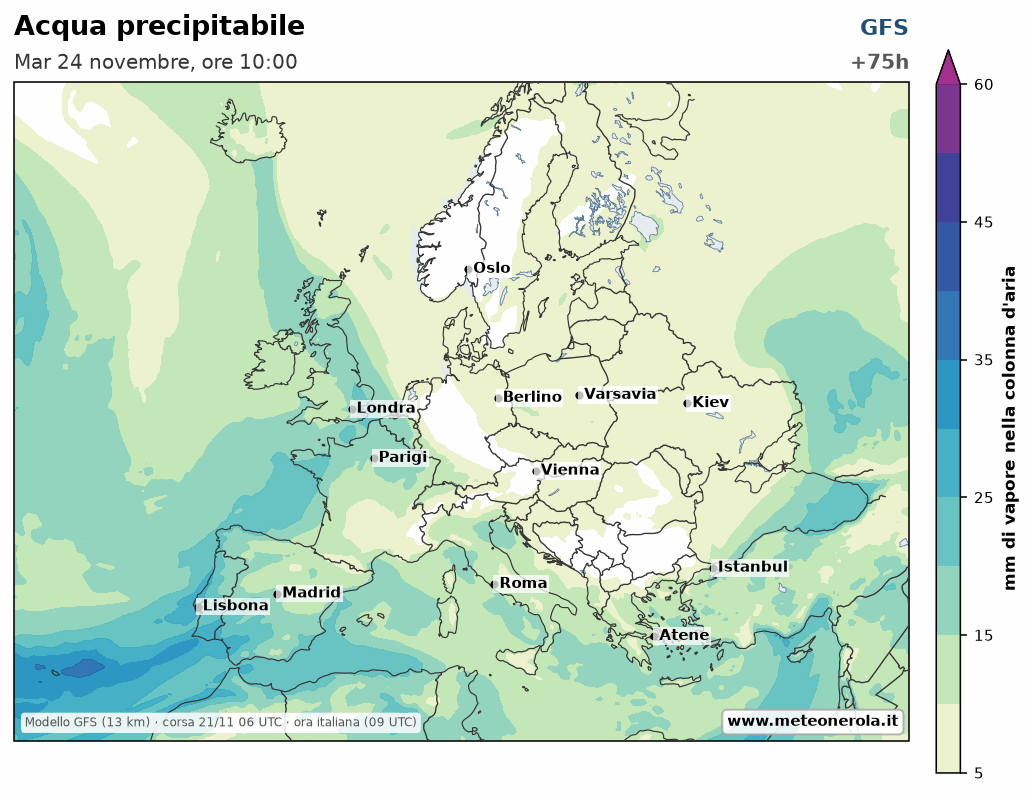 Acqua precipitabile
GFS
Mar 24 novembre, ore 10:00
+75h
60
45
35
25
15
5
mm di vapore nella colonna d'aria
Oslo
Berlino
Varsavia
Kiev
Londra
Parigi
Vienna
Istanbul
Roma
Madrid
Lisbona
Atene
Modello GFS (13 km) · corsa 21/11 06 UTC · ora italiana (09 UTC)
www.meteonerola.it